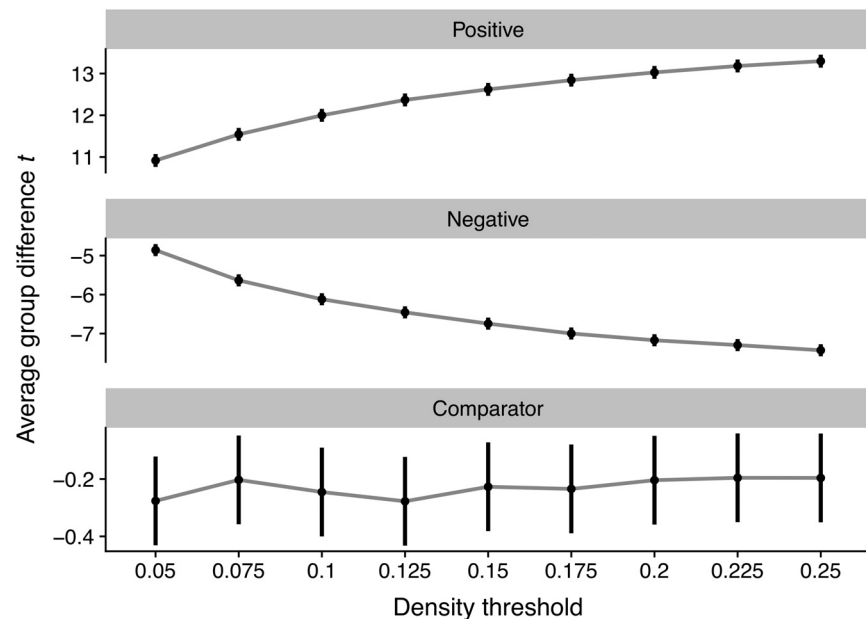 Positive
13
12
11
Negative
−5
−6
−7
Comparator
−0.2
−0.4
0.05 0.075 0.1 0.125 0.15 0.175 0.2 0.225 0.25
Density threshold
Average group difference t